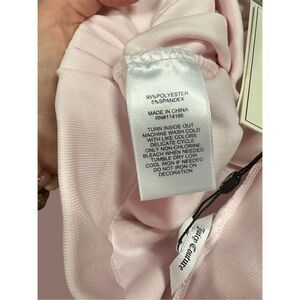 95%POLYESTER
5%SPANDEX
MADE IN CHINA
RN#114186
TURN INSIDE OUT
MACHINE WASH COLD
WITH LIKE COLORS
DELICATE CYCLE
ONLY NON-CHLORINE
BLEACH WHEN NEEDED
TUMBLE DRY LOW
COOL IRON IF NEEDED
DO NOT IRON ON
DECORATION
Juicy Couture